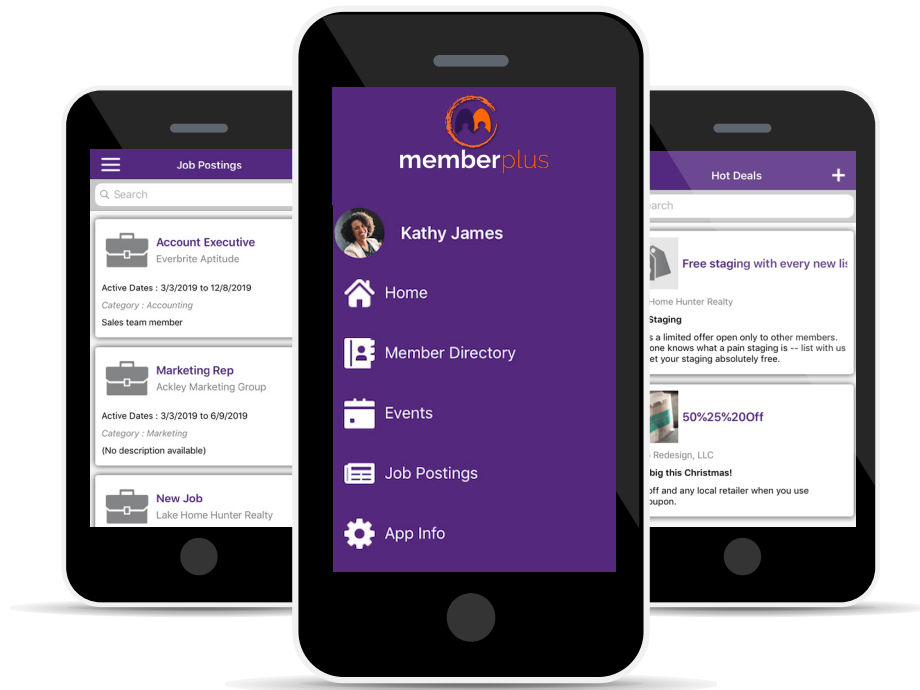 Job Postings
Search
Account Executive
Everbrite Aptitude
Active Dates : 3/3/2019 to 12/8/2019
Category : Accounting
Sales team member
Marketing Rep
Ackley Marketing Group
Active Dates : 3/3/2019 to 6/9/2019
Category : Marketing
(No description available)
New Job
Lake Home Hunter Realty
memberplus
Kathy James
Home
Member Directory
Events
Job Postings
App Info
Hot Deals
earch
Free staging with every new lis
Home Hunter Realty
Staging
s a limited offer open only to other members.
one knows what a pain staging is -- list with us
et your staging absolutely free.
50%25%20Off
Redesign, LLC
big this Christmas!
off and any local retailer when you use
oupon.